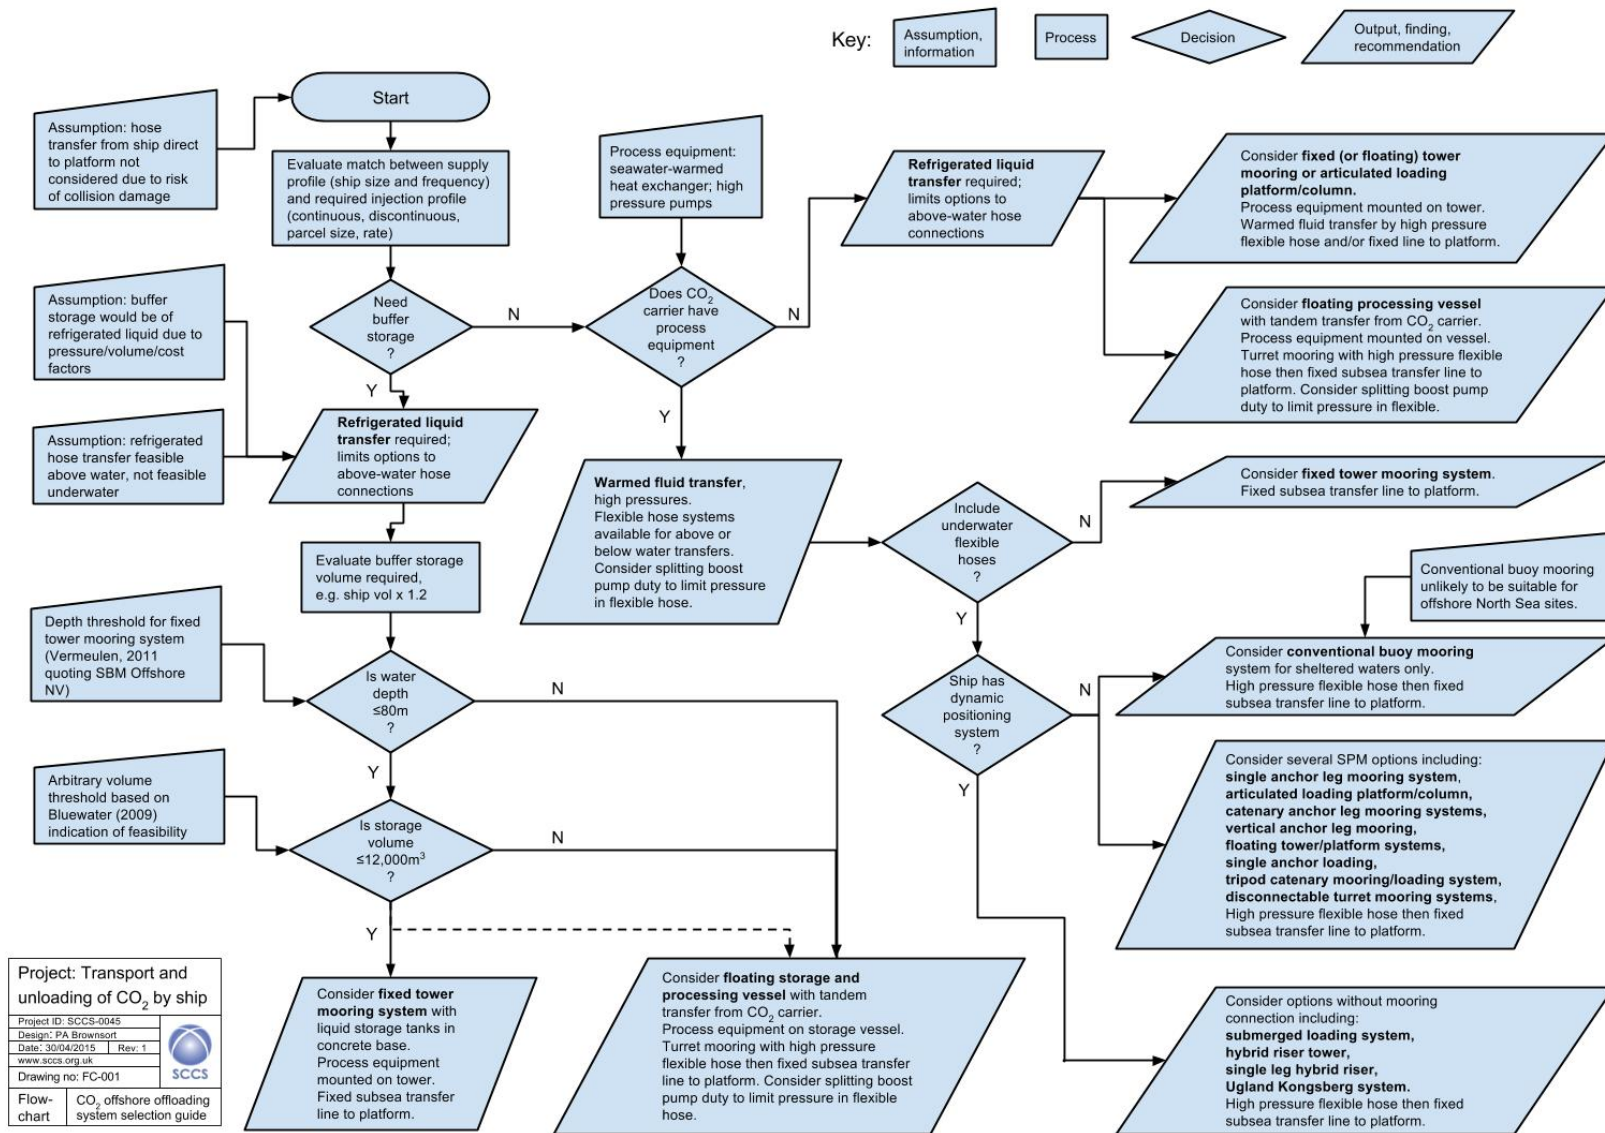 Key:
Assumption,
information
Process
Decision
Output, finding,
recommendation
Start
Assumption: hose
transfer from ship direct
to platform not
considered due to risk
of collision damage
Evaluate match between supply
profile (ship size and frequency)
and required injection profile
(continuous, discontinuous,
parcel size, rate)
Process equipment:
seawater-warmed
heat exchanger; high
pressure pumps
Refrigerated liquid
transfer required;
limits options to
above-water hose
connections
Consider fixed (or floating) tower
mooring or articulated loading
platform/column.
Process equipment mounted on tower.
Warmed fluid transfer by high pressure
flexible hose and/or fixed line to platform.
Assumption: buffer
storage would be of
refrigerated liquid due to
pressure/volume/cost
factors
Need
buffer
storage
?
N
Y
Does CO2
carrier have
process
equipment
?
N
Y
Consider floating processing vessel
with tandem transfer from CO2 carrier.
Process equipment mounted on vessel.
Turret mooring with high pressure flexible
hose then fixed subsea transfer line to
platform. Consider splitting boost pump
duty to limit pressure in flexible.
Assumption: refrigerated
hose transfer feasible
above water, not feasible
underwater
Refrigerated liquid
transfer required;
limits options to
above-water hose
connections
Warmed fluid transfer,
high pressures.
Flexible hose systems
available for above or
below water transfers.
Consider splitting boost
pump duty to limit pressure
in flexible hose.
Include
underwater
flexible
hoses
?
N
Y
Consider fixed tower mooring system.
Fixed subsea transfer line to platform.
Evaluate buffer storage
volume required,
e.g. ship vol x 1.2
Conventional buoy mooring
unlikely to be suitable for
offshore North Sea sites.
Depth threshold for fixed
tower mooring system
(Vermeulen, 2011
quoting SBM Offshore
NV)
Is water
depth
≤80m
?
N
Y
Ship has
dynamic
positioning
system
?
N
Y
Consider conventional buoy mooring
system for sheltered waters only.
High pressure flexible hose then fixed
subsea transfer line to platform.
Arbitrary volume
threshold based on
Bluewater (2009)
indication of feasibility
Is storage
volume
≤12,000m3
?
N
Y
Consider several SPM options including:
single anchor leg mooring system,
articulated loading platform/column,
catenary anchor leg mooring systems,
vertical anchor leg mooring,
floating tower/platform systems,
single anchor loading,
tripod catenary mooring/loading system,
disconnectable turret mooring systems,
High pressure flexible hose then fixed
subsea transfer line to platform.
Consider fixed tower
mooring system with
liquid storage tanks in
concrete base.
Process equipment
mounted on tower.
Fixed subsea transfer
line to platform.
Consider floating storage and
processing vessel with tandem
transfer from CO2 carrier.
Process equipment on storage vessel.
Turret mooring with high pressure
flexible hose then fixed subsea transfer
line to platform. Consider splitting boost
pump duty to limit pressure in flexible
hose.
Consider options without mooring
connection including:
submerged loading system,
hybrid riser tower,
single leg hybrid riser,
Ugland Kongsberg system.
High pressure flexible hose then fixed
subsea transfer line to platform.
Project: Transport and
unloading of CO2 by ship
Project ID: SCCS-0045
Design: PA Brownsort
Date: 30/04/2015 Rev: 1
www.sccs.org.uk
Drawing no: FC-001
SCCS
Flow-
chart
CO2 offshore offloading
system selection guide